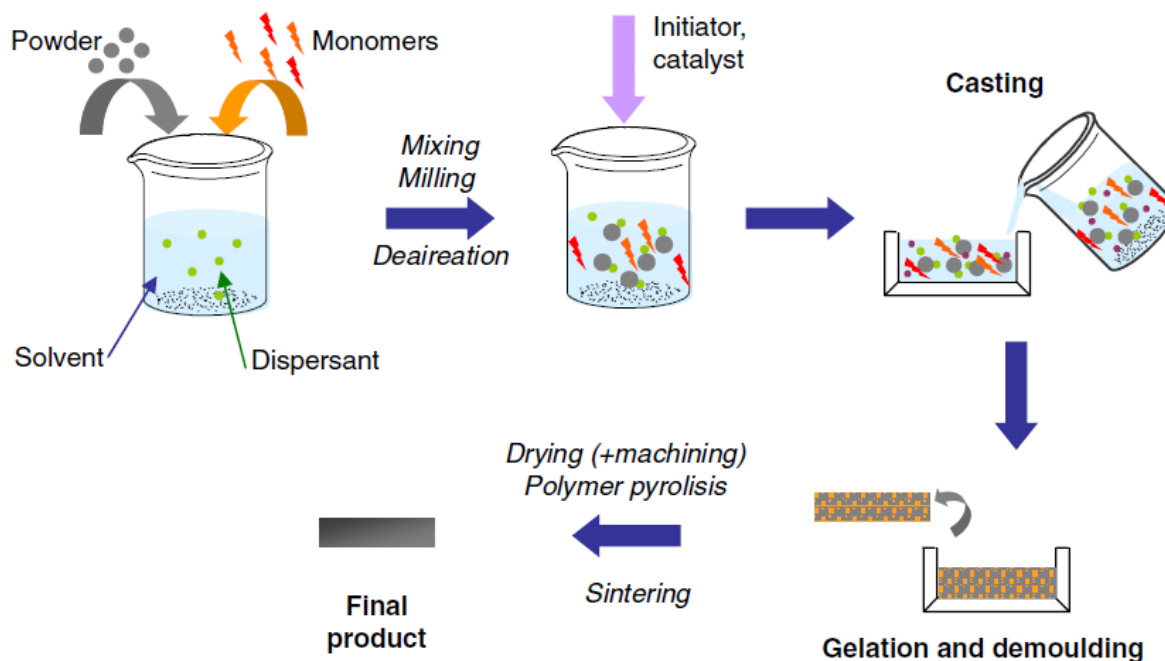 Powder
Monomers
Initiator,
catalyst
Casting
Mixing
Milling
Deaireation
Solvent
Dispersant
Drying (+machining)
Polymer pyrolisis
Sintering
Final
product
Gelation and demoulding